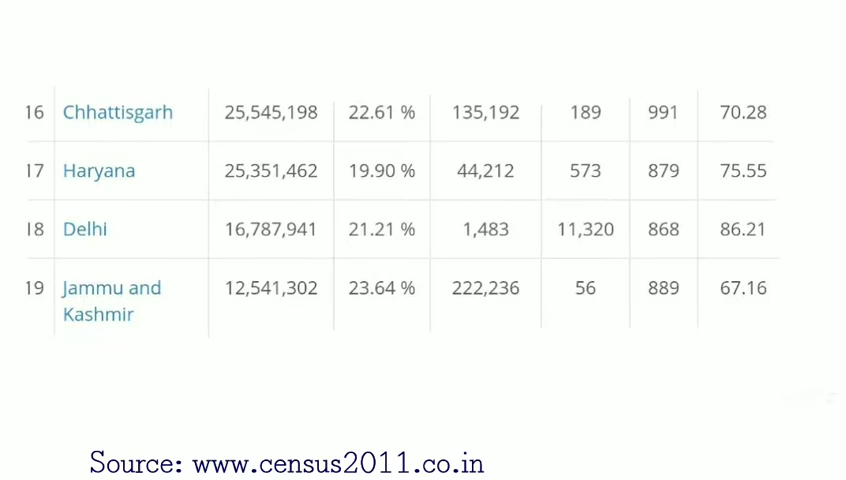 16 Chhattisgarh 25,545,198 22.61 % 135,192 189 991 70.28
17 Haryana 25,351,462 19.90 % 44,212 573 879 75.55
18 Delhi 16,787,941 21.21 % 1,483 11,320 868 86.21
19 Jammu and 12,541,302 23.64 % 222,236 56 889 67.16
Kashmir
Source: www.census2011.co.in